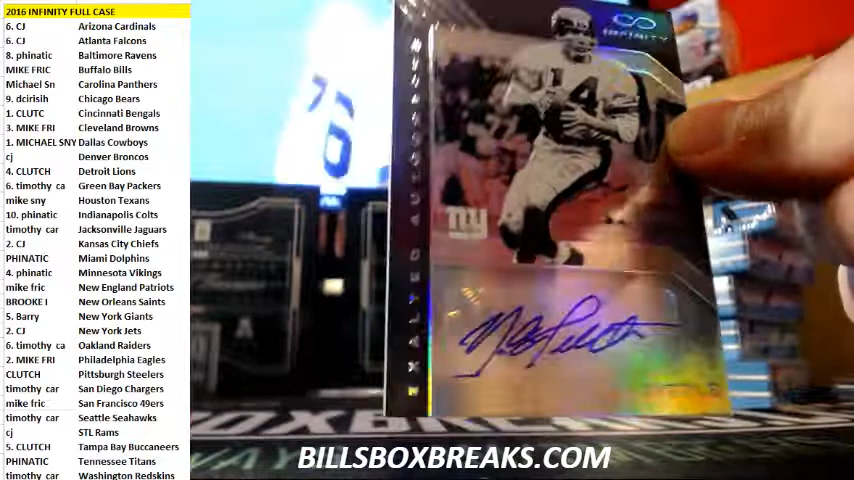 2016 INFINITY FULL CASE
6. CJ Arizona Cardinals
6. CJ Atlanta Falcons
8. phinatic Baltimore Ravens
MIKE FRIC Buffalo Bills
Michael Sn Carolina Panthers
9. dcirisih Chicago Bears
1. CLUTC Cincinnati Bengals
3. MIKE FRI Cleveland Browns
1. MICHAEL SNY Dallas Cowboys
cj Denver Broncos
4. CLUTCH Detroit Lions
6. timothy ca Green Bay Packers
mike sny Houston Texans
10. phinatic Indianapolis Colts
timothy car Jacksonville Jaguars
2. CJ Kansas City Chiefs
PHINATIC Miami Dolphins
4. phinatic Minnesota Vikings
mike fric New England Patriots
BROOKE I New Orleans Saints
5. Barry New York Giants
2. CJ New York Jets
6. timothy ca Oakland Raiders
2. MIKE FRI Philadelphia Eagles
CLUTCH Pittsburgh Steelers
timothy car San Diego Chargers
mike fric San Francisco 49ers
timothy car Seattle Seahawks
cj STL Rams
5. CLUTCH Tampa Bay Buccaneers
PHINATIC Tennessee Titans
timothy car Washington Redskins
76
INFINITY
14
ny
EXALTED
BILLSBOXBREAKS.COM